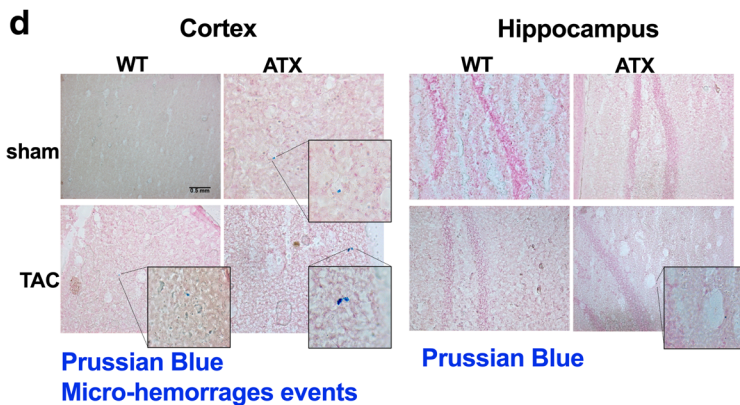 d
Cortex
Hippocampus
WT
ATX
WT
ATX
sham
0.5 mm
TAC
Prussian Blue
Micro-hemorrages events
Prussian Blue